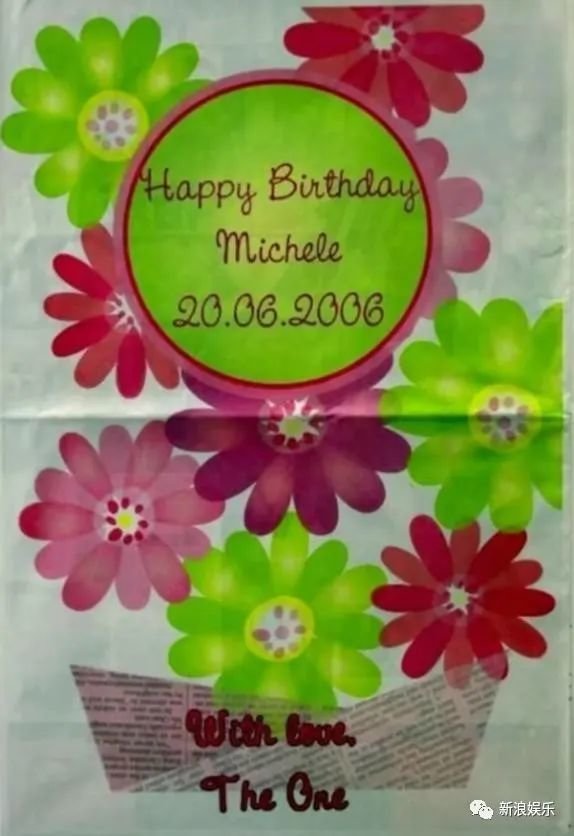 Happy Birthday
Michele
20.06.2006
With love,
The One
新浪娱乐